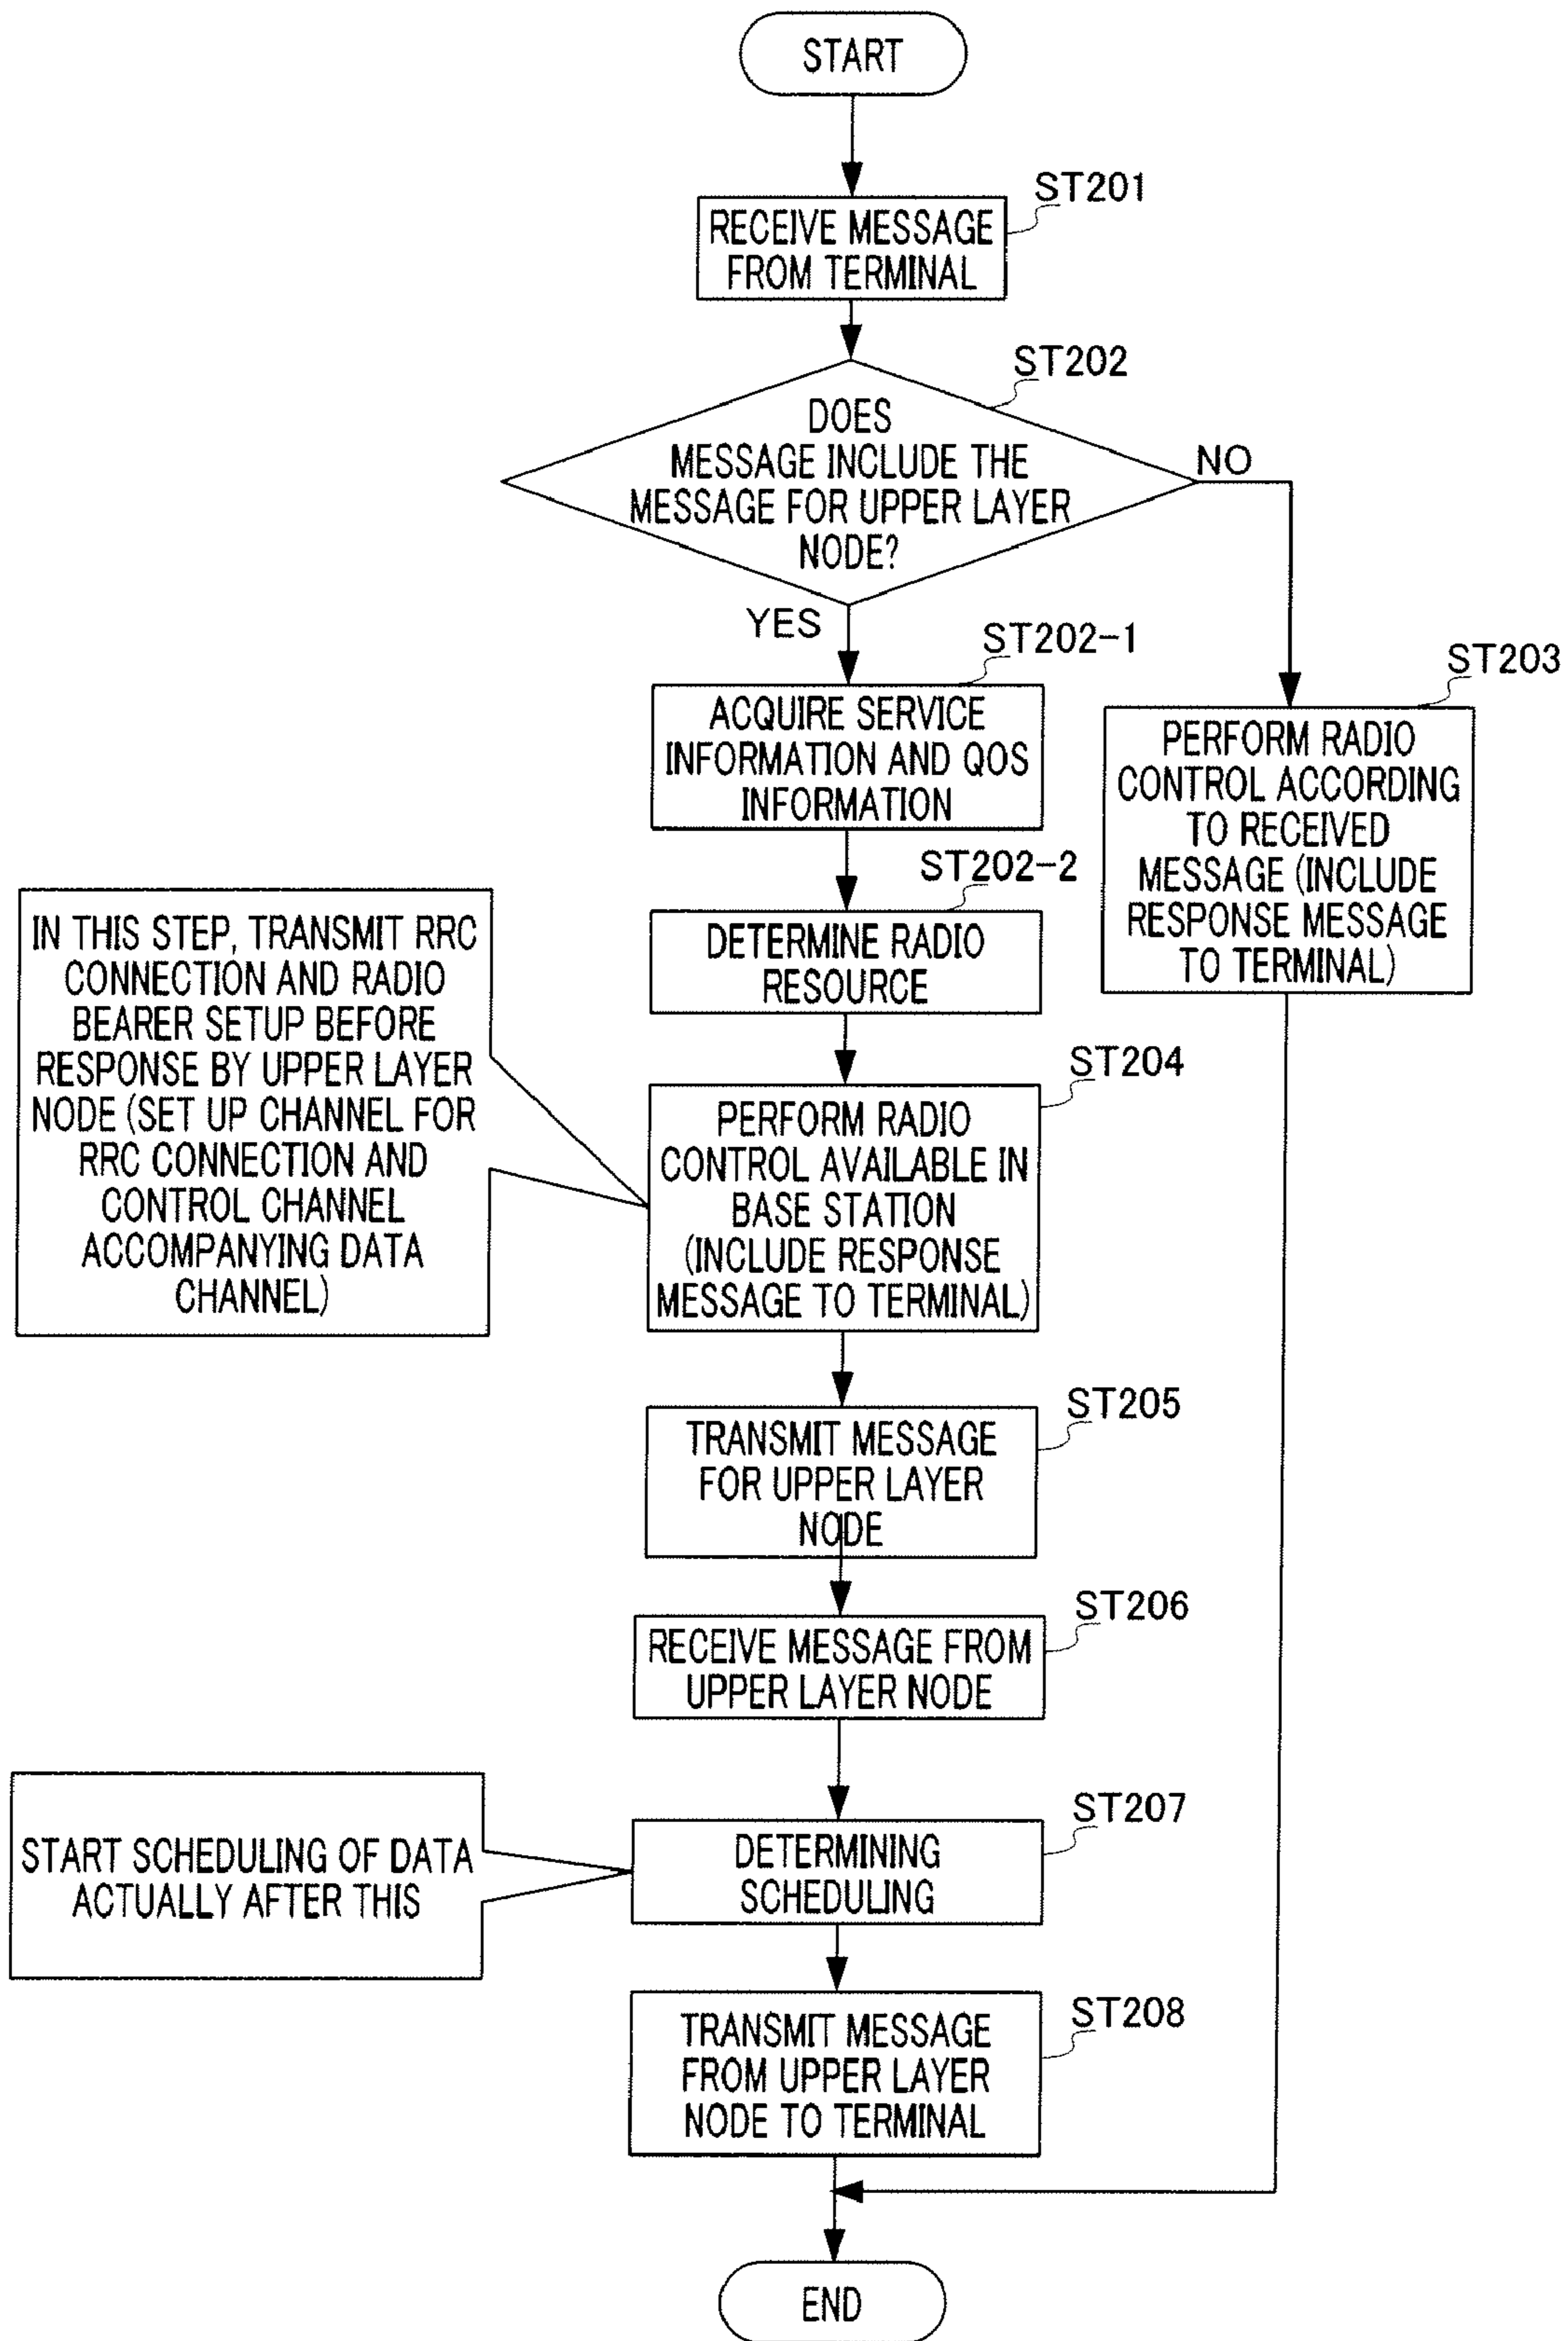 START
ST201
RECEIVE MESSAGE
FROM TERMINAL
ST202
DOES
MESSAGE INCLUDE THE
MESSAGE FOR UPPER LAYER
NODE?
NO
YES
ST202-1
ACQUIRE SERVICE
INFORMATION AND QOS
INFORMATION
ST203
PERFORM RADIO
CONTROL ACCORDING
TO RECEIVED
MESSAGE (INCLUDE
RESPONSE MESSAGE
TO TERMINAL)
ST202-2
DETERMINE RADIO
RESOURCE
IN THIS STEP, TRANSMIT RRC
CONNECTION AND RADIO
BEARER SETUP BEFORE
RESPONSE BY UPPER LAYER
NODE (SET UP CHANNEL FOR
RRC CONNECTION AND
CONTROL CHANNEL
ACCOMPANYING DATA
CHANNEL)
ST204
PERFORM RADIO
CONTROL AVAILABLE IN
BASE STATION
(INCLUDE RESPONSE
MESSAGE TO TERMINAL)
ST205
TRANSMIT MESSAGE
FOR UPPER LAYER
NODE
ST206
RECEIVE MESSAGE FROM
UPPER LAYER NODE
START SCHEDULING OF DATA
ACTUALLY AFTER THIS
ST207
DETERMINING
SCHEDULING
ST208
TRANSMIT MESSAGE
FROM UPPER LAYER
NODE TO TERMINAL
END